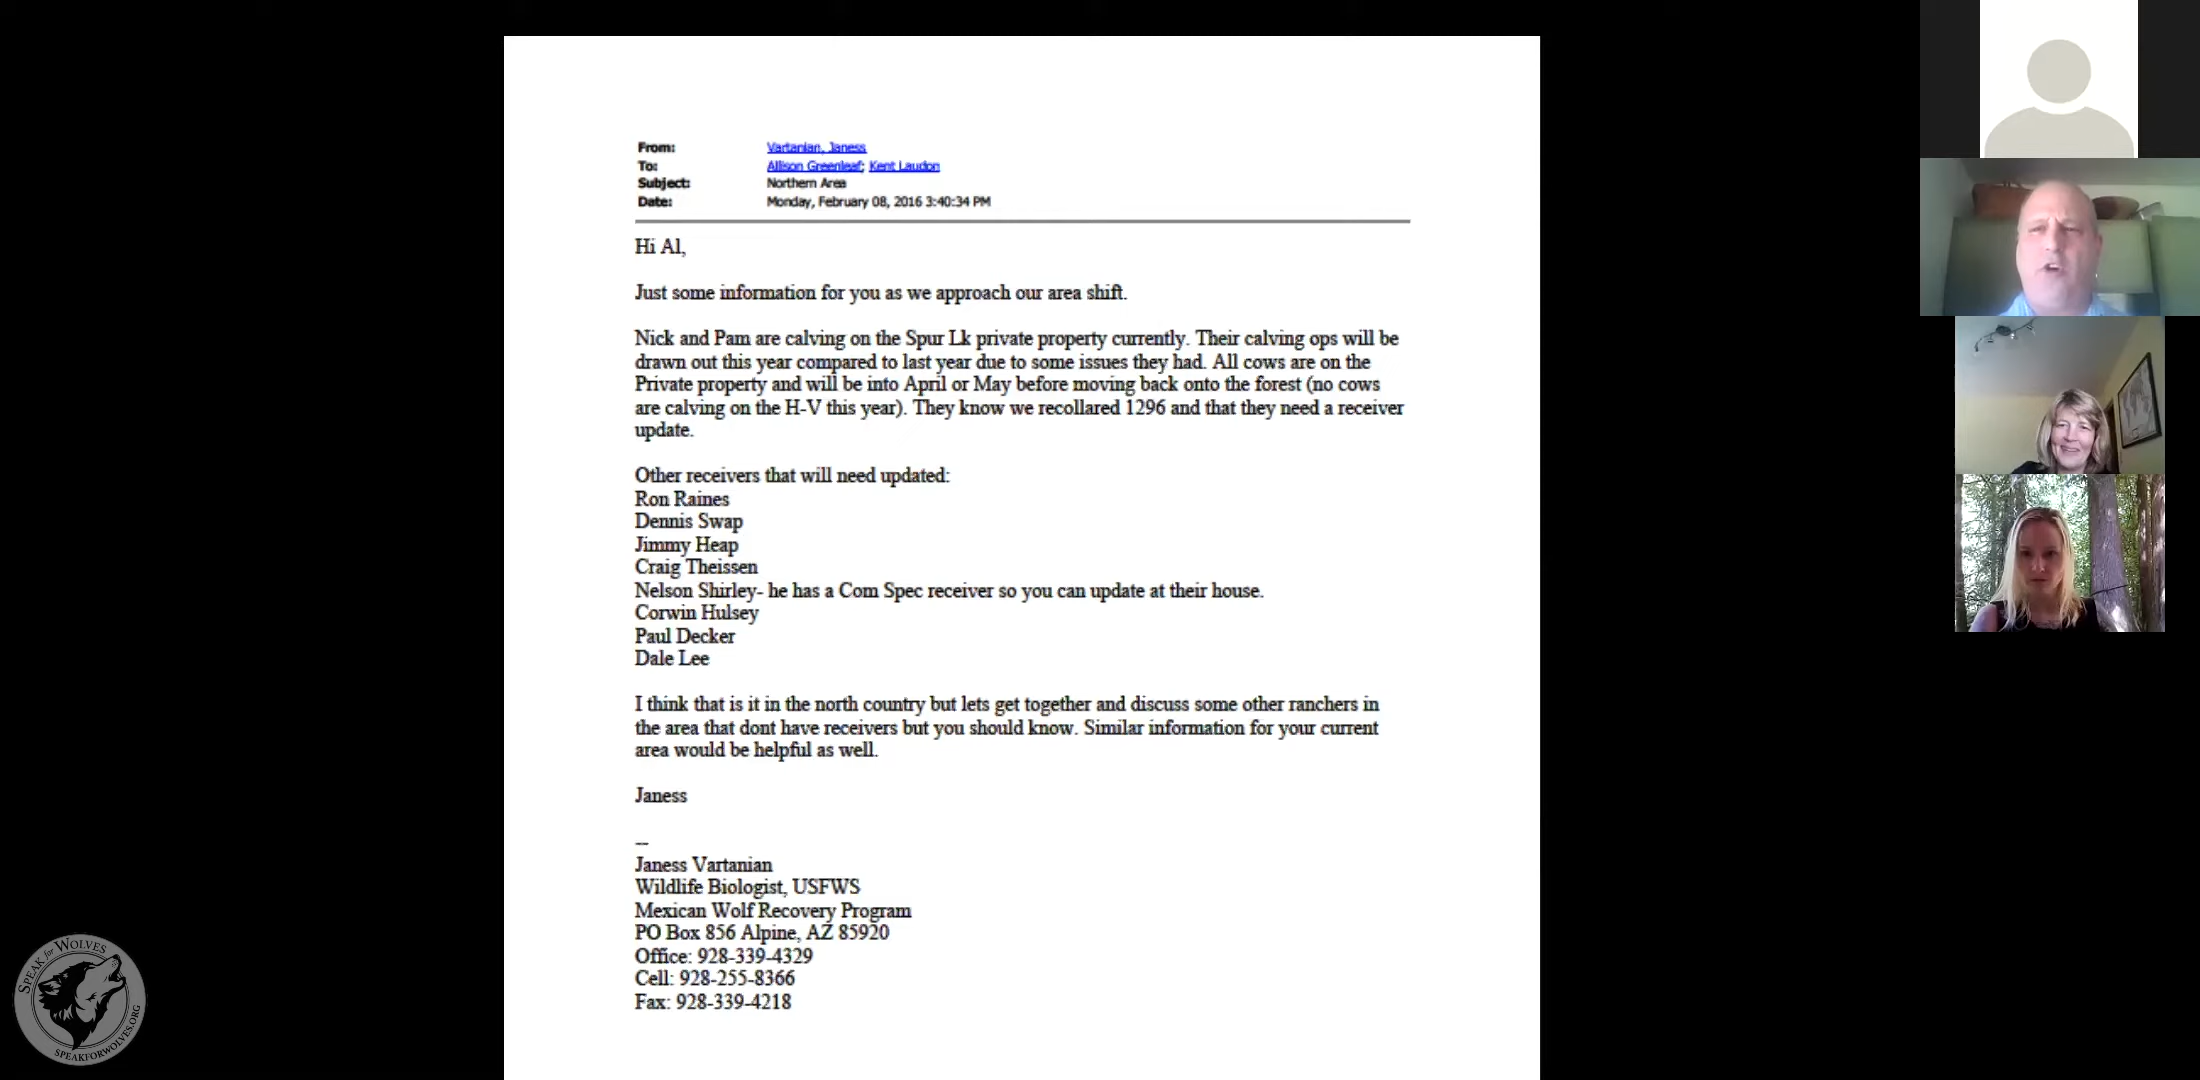 From: Vartanian, Janess
To: Allison Greenleaf; Kent Laudon
Subject: Northern Area
Date: Monday, February 08, 2016 3:40:34 PM
Hi Al,
Just some information for you as we approach our area shift.
Nick and Pam are calving on the Spur Lk private property currently. Their calving ops will be
drawn out this year compared to last year due to some issues they had. All cows are on the
Private property and will be into April or May before moving back onto the forest (no cows
are calving on the H-V this year). They know we recollared 1296 and that they need a receiver
update.
Other receivers that will need updated:
Ron Raines
Dennis Swap
Jimmy Heap
Craig Theissen
Nelson Shirley- he has a Com Spec receiver so you can update at their house.
Corwin Hulsey
Paul Decker
Dale Lee
I think that is it in the north country but lets get together and discuss some other ranchers in
the area that dont have receivers but you should know. Similar information for your current
area would be helpful as well.
Janess
--
Janess Vartanian
Wildlife Biologist, USFWS
Mexican Wolf Recovery Program
PO Box 856 Alpine, AZ 85920
Office: 928-339-4329
Cell: 928-255-8366
Fax: 928-339-4218
SPEAK for WOLVES
SPEAKFORWOLVES.ORG